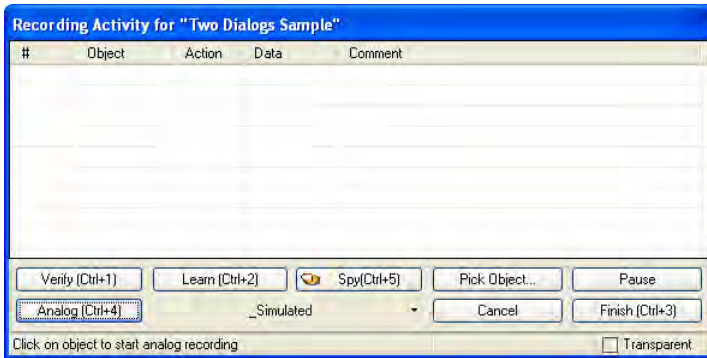 Recording Activity for "Two Dialogs Sample"
# Object Action Data Comment
Verify (Ctrl+1) Learn (Ctrl+2) Spy(Ctrl+5) Pick Object... Pause
Analog (Ctrl+4) _Simulated Cancel Finish (Ctrl+3)
Click on object to start analog recording Transparent